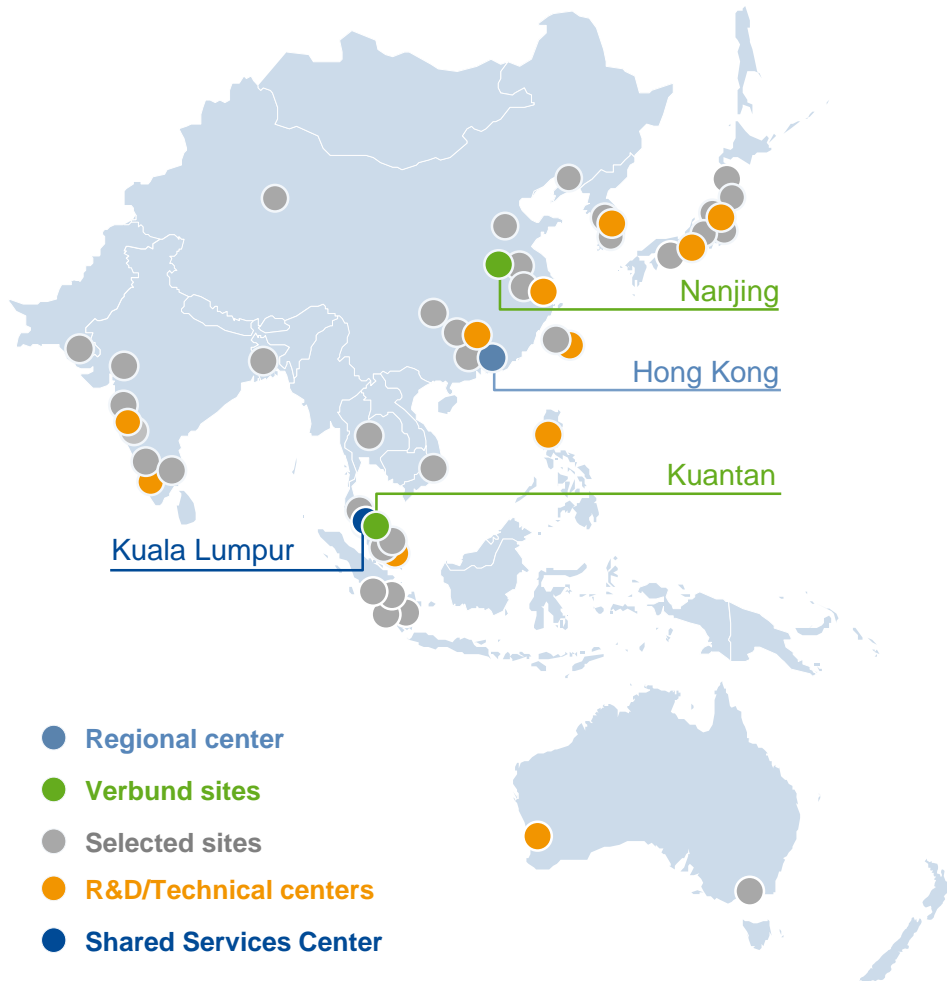 Nanjing
Hong Kong
Kuantan
Kuala Lumpur
Regional center
Verbund sites
Selected sites
R&D/Technical centers
Shared Services Center